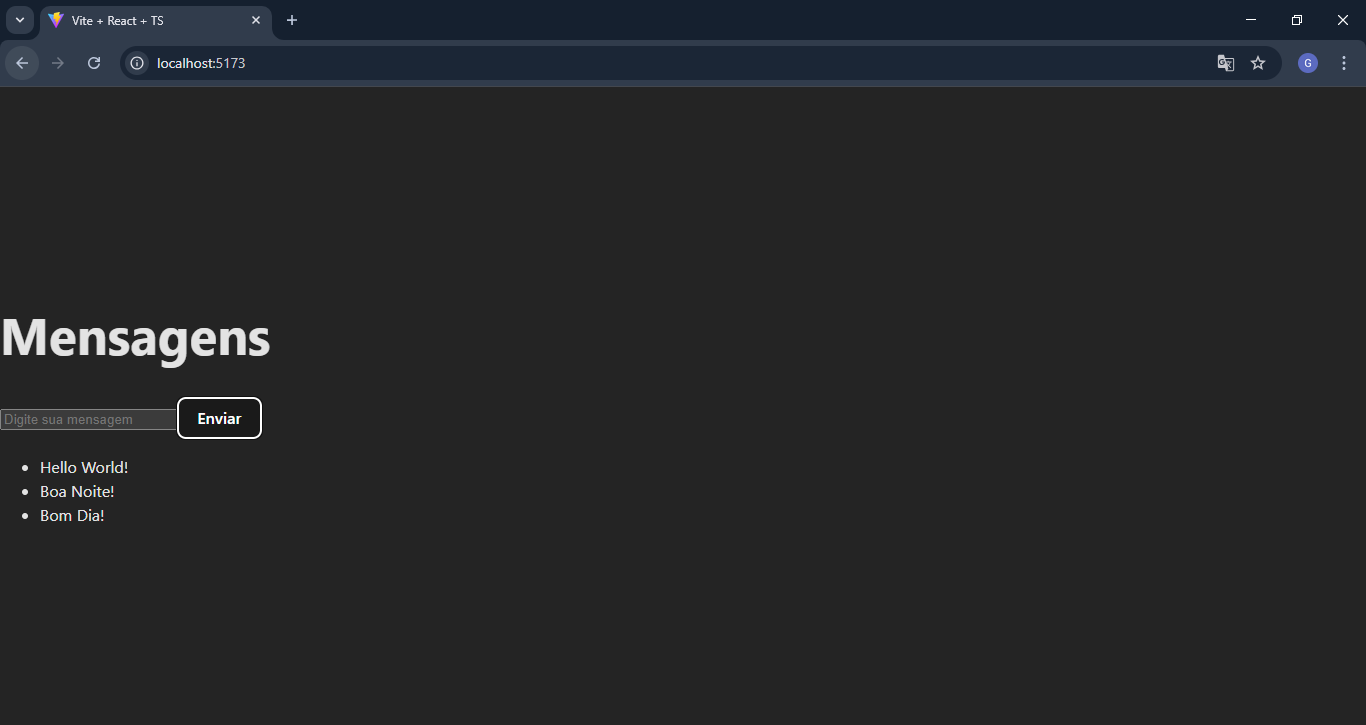 Vite + React + TS
localhost:5173
G
Mensagens
Digite sua mensagem
Enviar
Hello World!
Boa Noite!
Bom Dia!